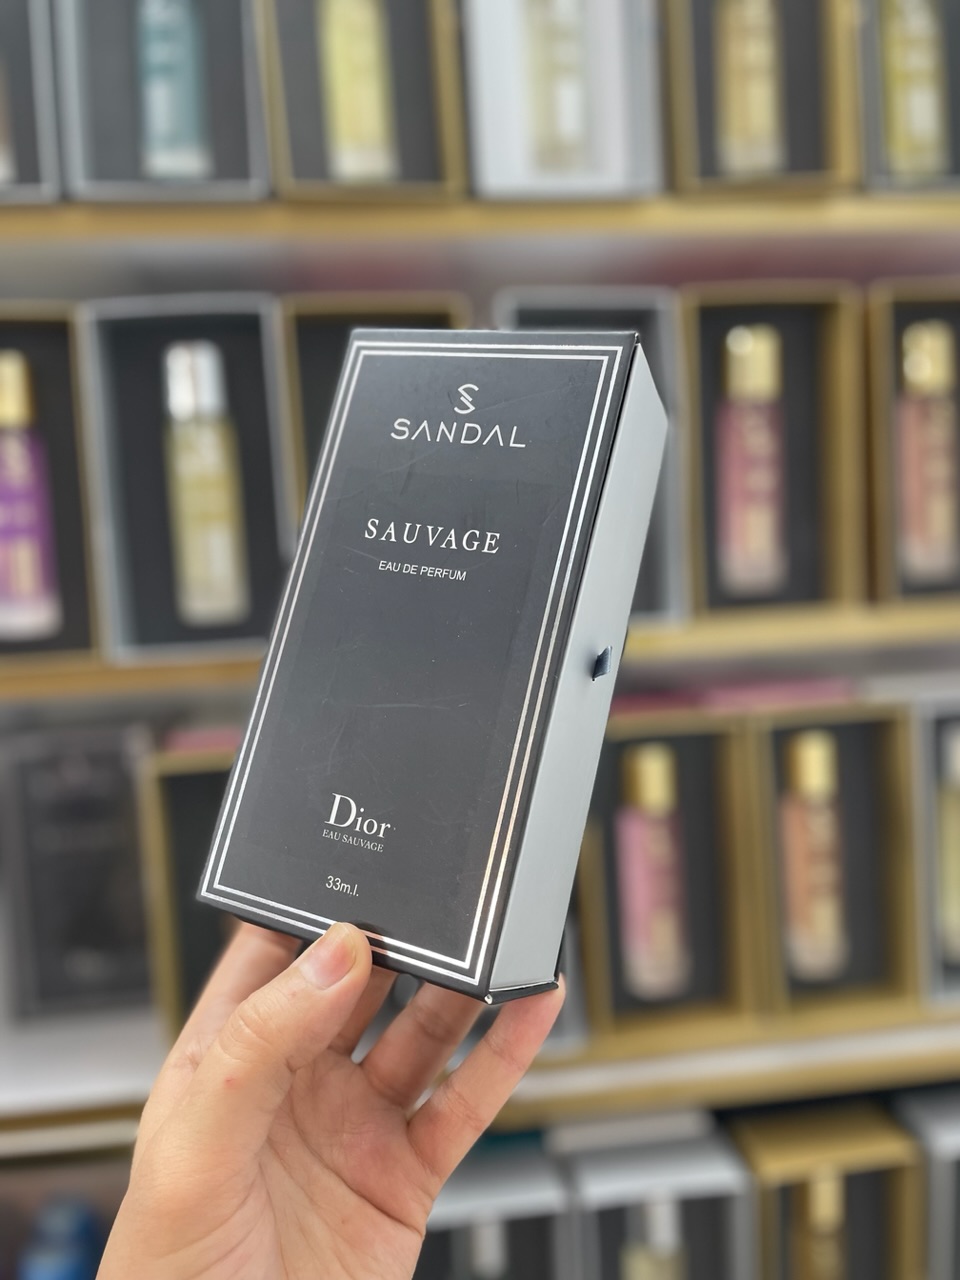 SANDAL
SAUVAGE
EAU DE PERFUM
Dior
EAU SAUVAGE
33m.l.